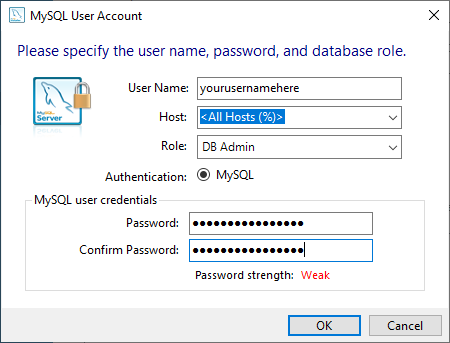 MySQL User Account
Please specify the user name, password, and database role.
User Name: yourusernamehere
Host: <All Hosts (%)>
Role: DB Admin
Authentication: MySQL
MySQL Server
MySQL user credentials
Password: ●●●●●●●●●●●●●●●●
Confirm Password: ●●●●●●●●●●●●●●●●
Password strength: Weak
OK Cancel